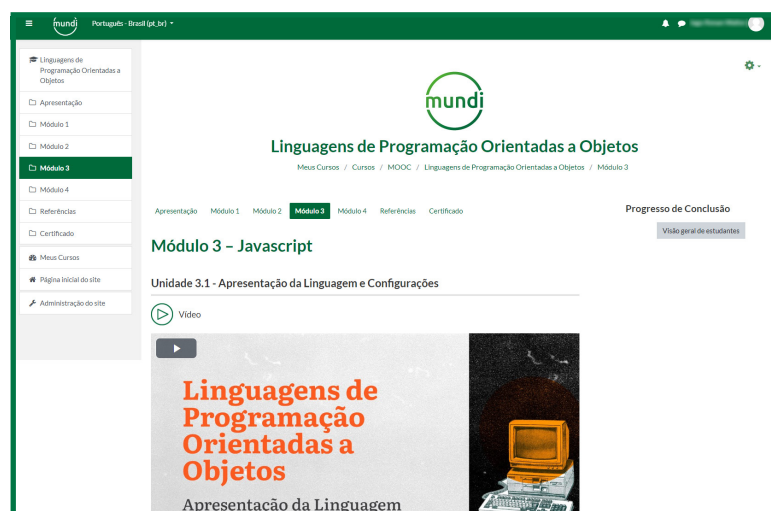 mundi
Português - Brasil (pt_br)
Linguagens de
Programação Orientadas a
Objetos
Apresentação
Módulo 1
Módulo 2
Módulo 3
Módulo 4
Referências
Certificado
Meus Cursos
Página inicial do site
Administração do site
mundi
Linguagens de Programação Orientadas a Objetos
Meus Cursos / Cursos / MOOC / Linguagens de Programação Orientadas a Objetos / Módulo 3
Apresentação Módulo 1 Módulo 2 Módulo 3 Módulo 4 Referências Certificado
Progresso de Conclusão
Visão geral de estudantes
Módulo 3 – Javascript
Unidade 3.1 - Apresentação da Linguagem e Configurações
Vídeo
Linguagens de
Programação
Orientadas a
Objetos
Apresentação da Linguagem